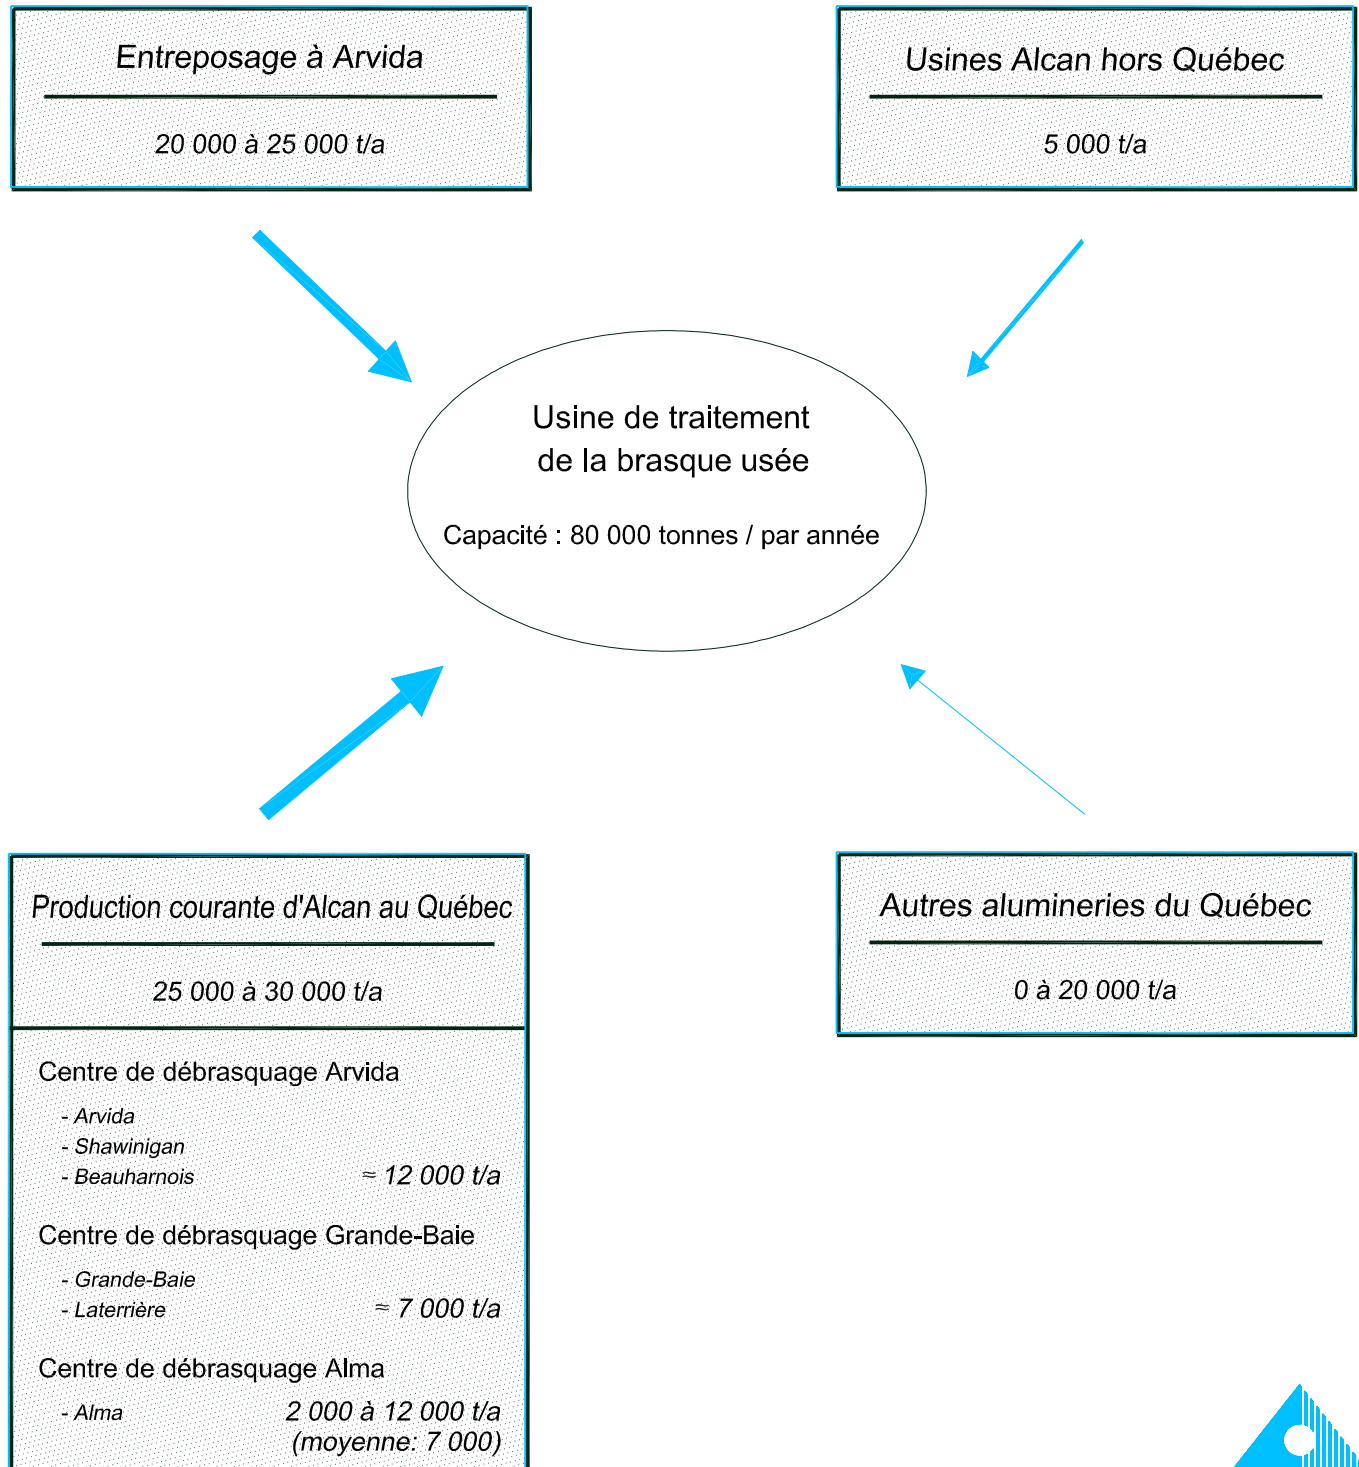 Entreposage à Arvida
20 000 à 25 000 t/a
Usines Alcan hors Québec
5 000 t/a
Usine de traitement
de la brasque usée
Capacité : 80 000 tonnes / par année
Production courante d'Alcan au Québec
25 000 à 30 000 t/a
Centre de débrasquage Arvida
- Arvida
- Shawinigan
- Beauharnois ≈ 12 000 t/a
Centre de débrasquage Grande-Baie
- Grande-Baie
- Laterrière ≈ 7 000 t/a
Centre de débrasquage Alma
- Alma 2 000 à 12 000 t/a
(moyenne: 7 000)
Autres alumineries du Québec
0 à 20 000 t/a